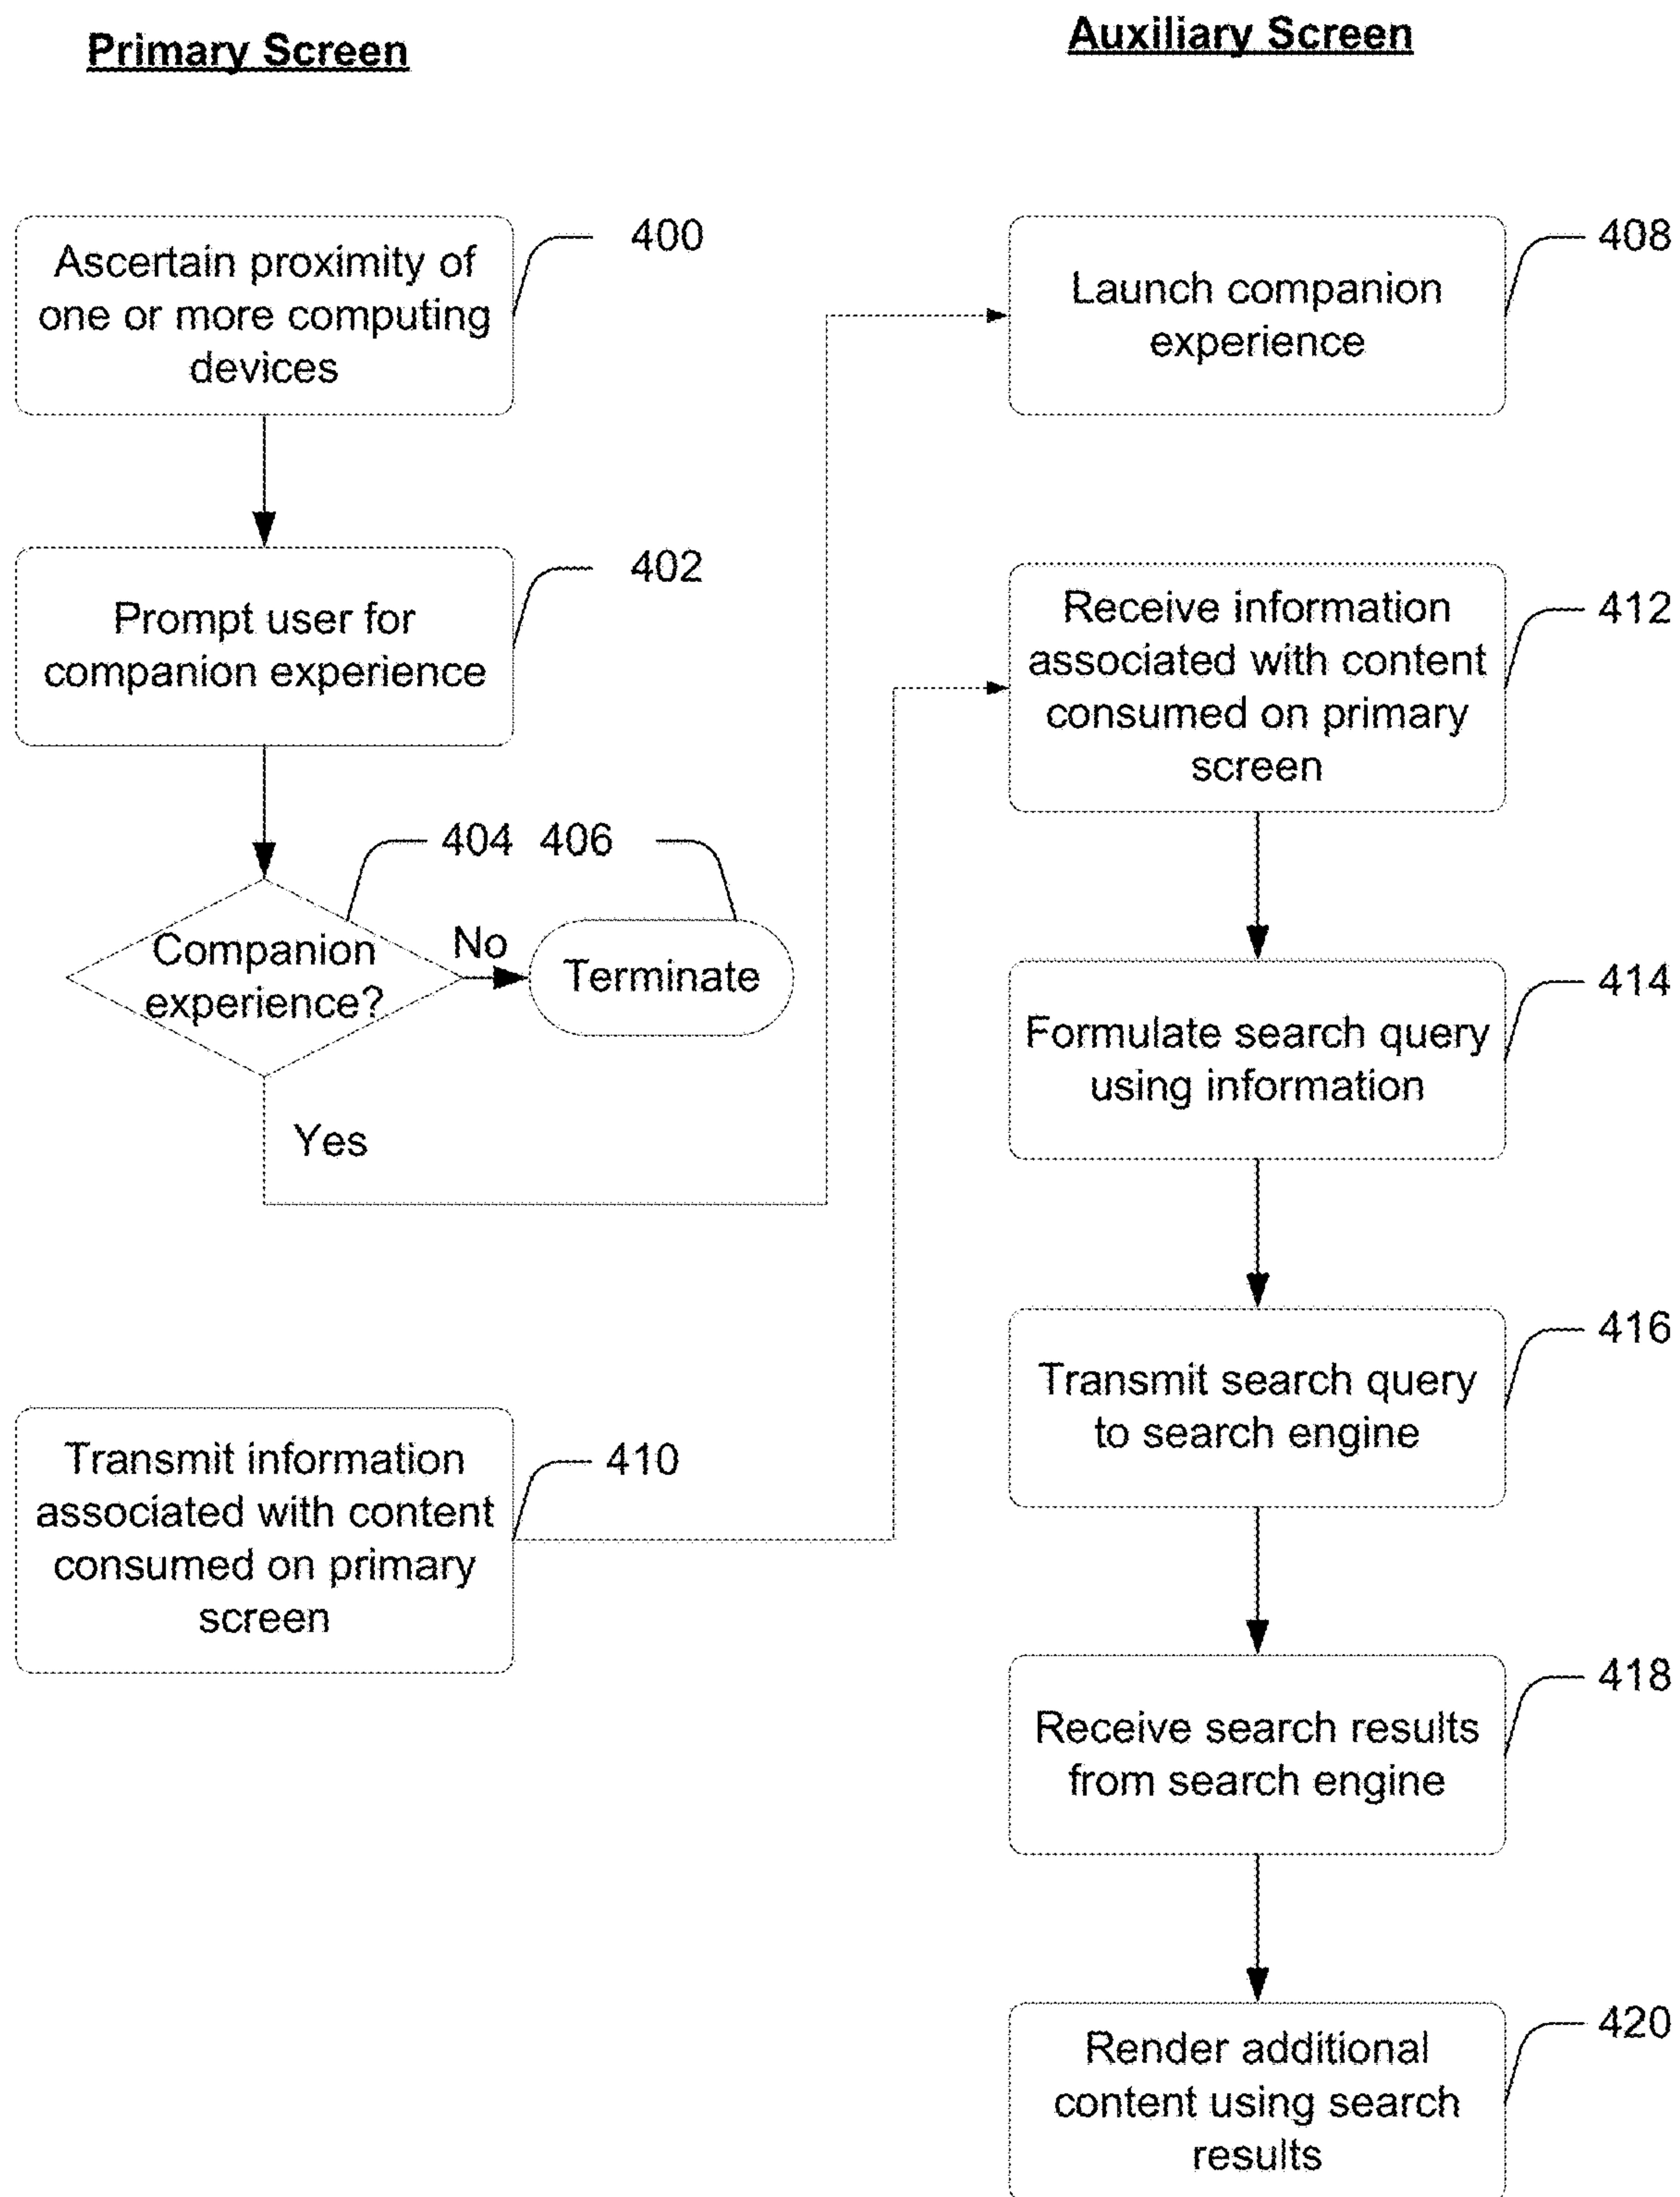 Primary Screen
Ascertain proximity of
one or more computing
devices
400
Prompt user for
companion experience
402
404
406
Companion
experience?
No
Terminate
Yes
Transmit information
associated with content
consumed on primary
screen
410
Auxiliary Screen
Launch companion
experience
408
Receive information
associated with content
consumed on primary
screen
412
Formulate search query
using information
414
Transmit search query
to search engine
416
Receive search results
from search engine
418
Render additional
content using search
results
420